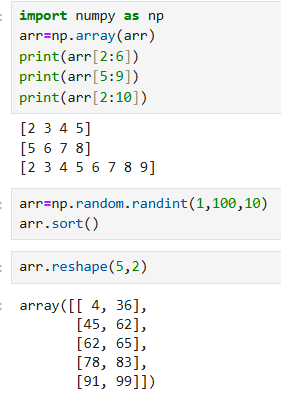 import numpy as np
arr=np.array(arr)
print(arr[2:6])
print(arr[5:9])
print(arr[2:10])
[2 3 4 5]
[5 6 7 8]
[2 3 4 5 6 7 8 9]
arr=np.random.randint(1,100,10)
arr.sort()
arr.reshape(5,2)
array([[ 4, 36],
       [45, 62],
       [62, 65],
       [78, 83],
       [91, 99]])